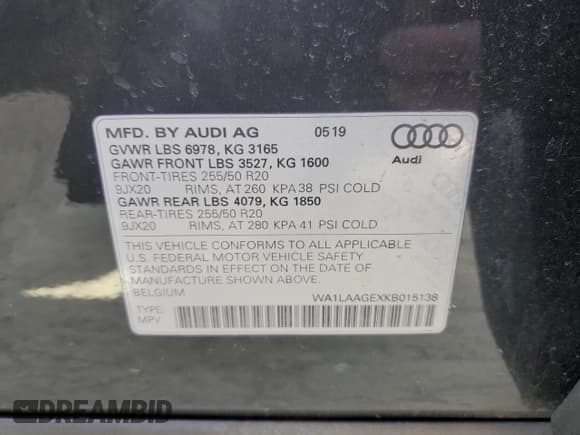 MFD. BY AUDI AG 0519
GVWR LBS 6978, KG 3165
GAWR FRONT LBS 3527, KG 1600
FRONT-TIRES 255/50 R20
9JX20 RIMS, AT 260 KPA 38 PSI COLD
GAWR REAR LBS 4079, KG 1850
REAR-TIRES 255/50 R20
9JX20 RIMS, AT 280 KPA 41 PSI COLD
Audi
THIS VEHICLE CONFORMS TO ALL APPLICABLE
U.S. FEDERAL MOTOR VEHICLE SAFETY
STANDARDS IN EFFECT ON THE DATE OF
MANUFACTURE SHOWN ABOVE.
BELGIUM WA1LAAGEXKB015138
TYPE:
MPV
DREAMBID